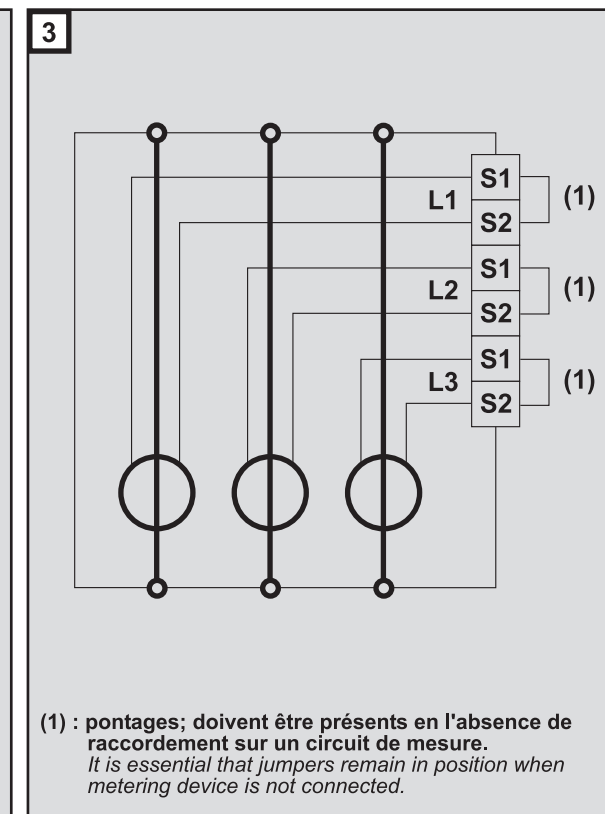 3
S1
L1
(1)
S2
S1
L2
(1)
S2
S1
L3
(1)
S2
(1) : pontages; doivent être présents en l'absence de
raccordement sur un circuit de mesure.
It is essential that jumpers remain in position when
metering device is not connected.